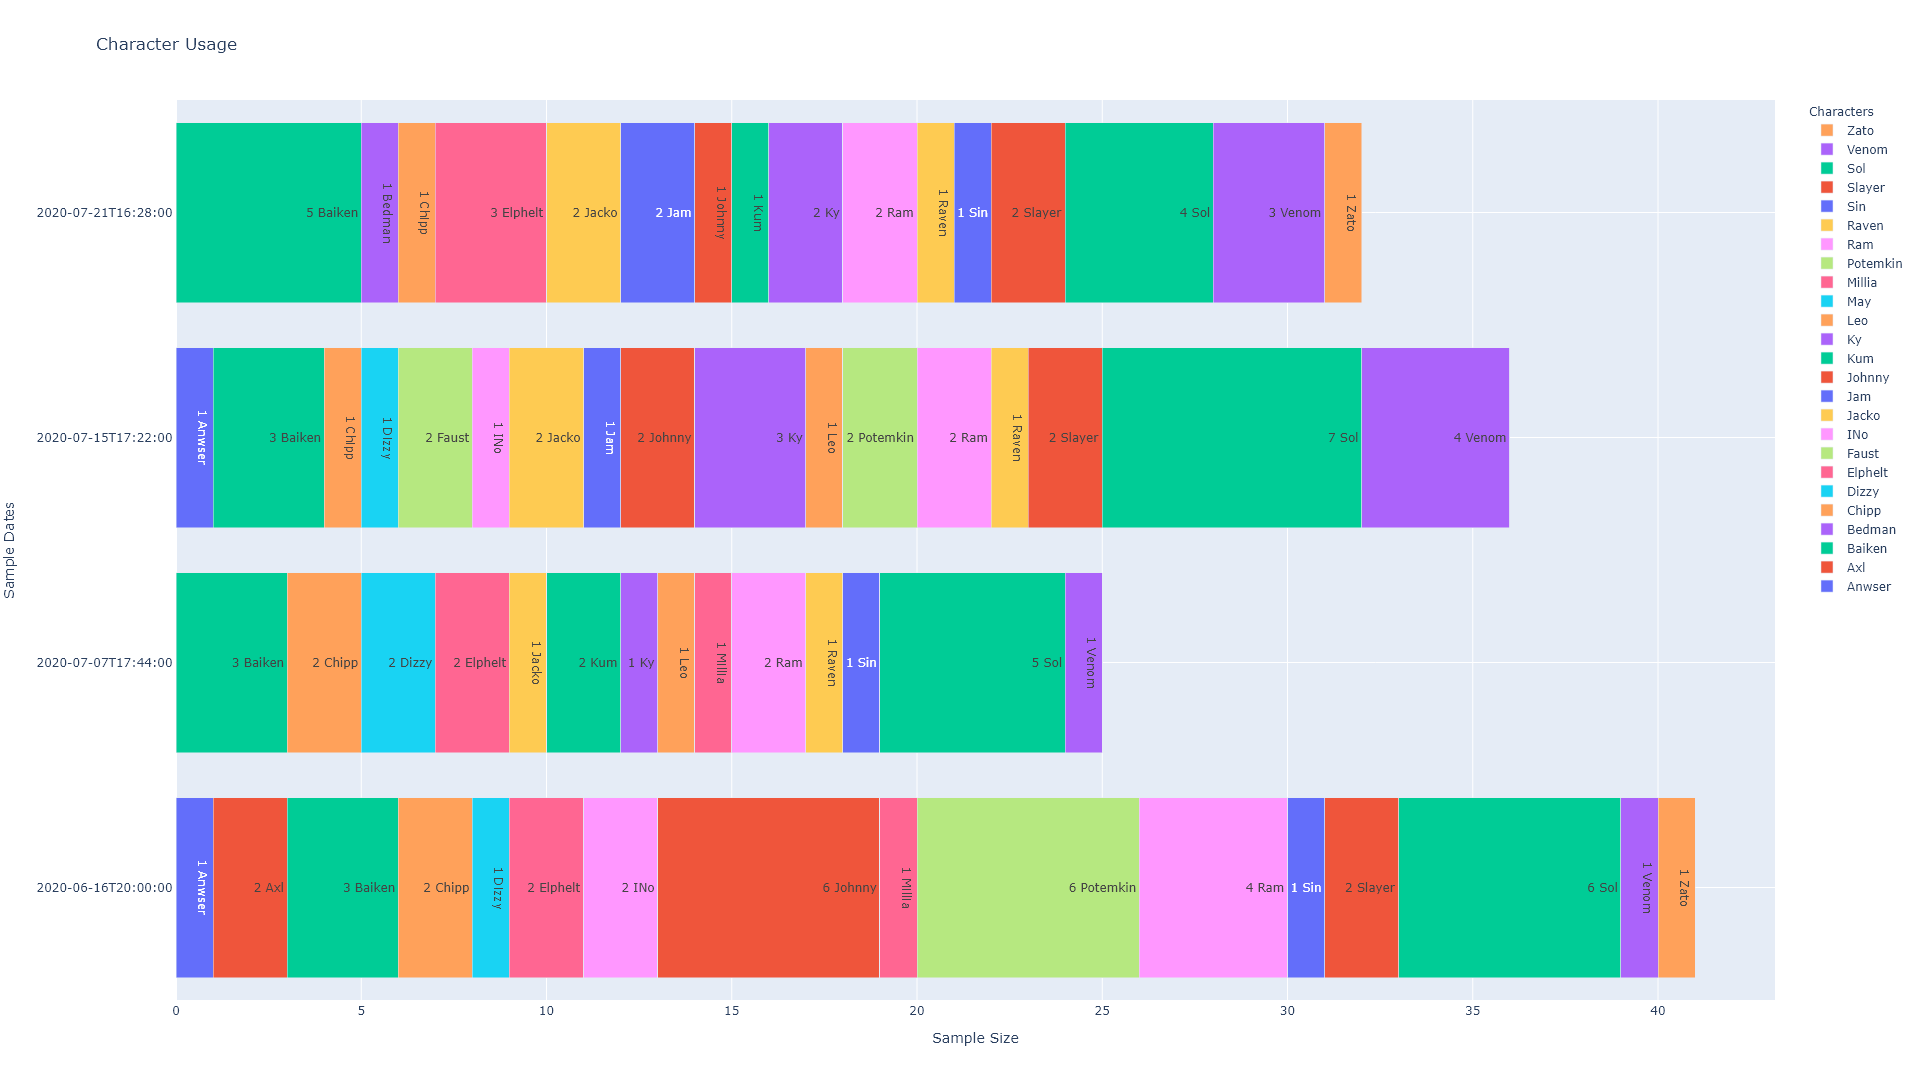 Character Usage
2020-07-21T16:28:00
5 Baiken
1 Bedman
1 Chipp
3 Elphelt
2 Jacko
2 Jam
1 Johnny
1 Kum
2 Ky
2 Ram
1 Raven
1 Sin
2 Slayer
4 Sol
3 Venom
1 Zato
2020-07-15T17:22:00
1 Anwser
3 Baiken
1 Chipp
1 Dizzy
2 Faust
1 INo
2 Jacko
1 Jam
2 Johnny
3 Ky
1 Leo
2 Potemkin
2 Ram
1 Raven
2 Slayer
7 Sol
4 Venom
2020-07-07T17:44:00
3 Baiken
2 Chipp
2 Dizzy
2 Elphelt
1 Jacko
2 Kum
1 Ky
1 Leo
1 Millia
2 Ram
1 Raven
1 Sin
5 Sol
1 Venom
2020-06-16T20:00:00
1 Anwser
2 Axl
3 Baiken
2 Chipp
1 Dizzy
2 Elphelt
2 INo
6 Johnny
1 Millia
6 Potemkin
4 Ram
1 Sin
2 Slayer
6 Sol
1 Venom
1 Zato
0 5 10 15 20 25 30 35 40
Sample Size
Sample Dates
Characters
Zato
Venom
Sol
Slayer
Sin
Raven
Ram
Potemkin
Millia
May
Leo
Ky
Kum
Johnny
Jam
Jacko
INo
Faust
Elphelt
Dizzy
Chipp
Bedman
Baiken
Axl
Anwser